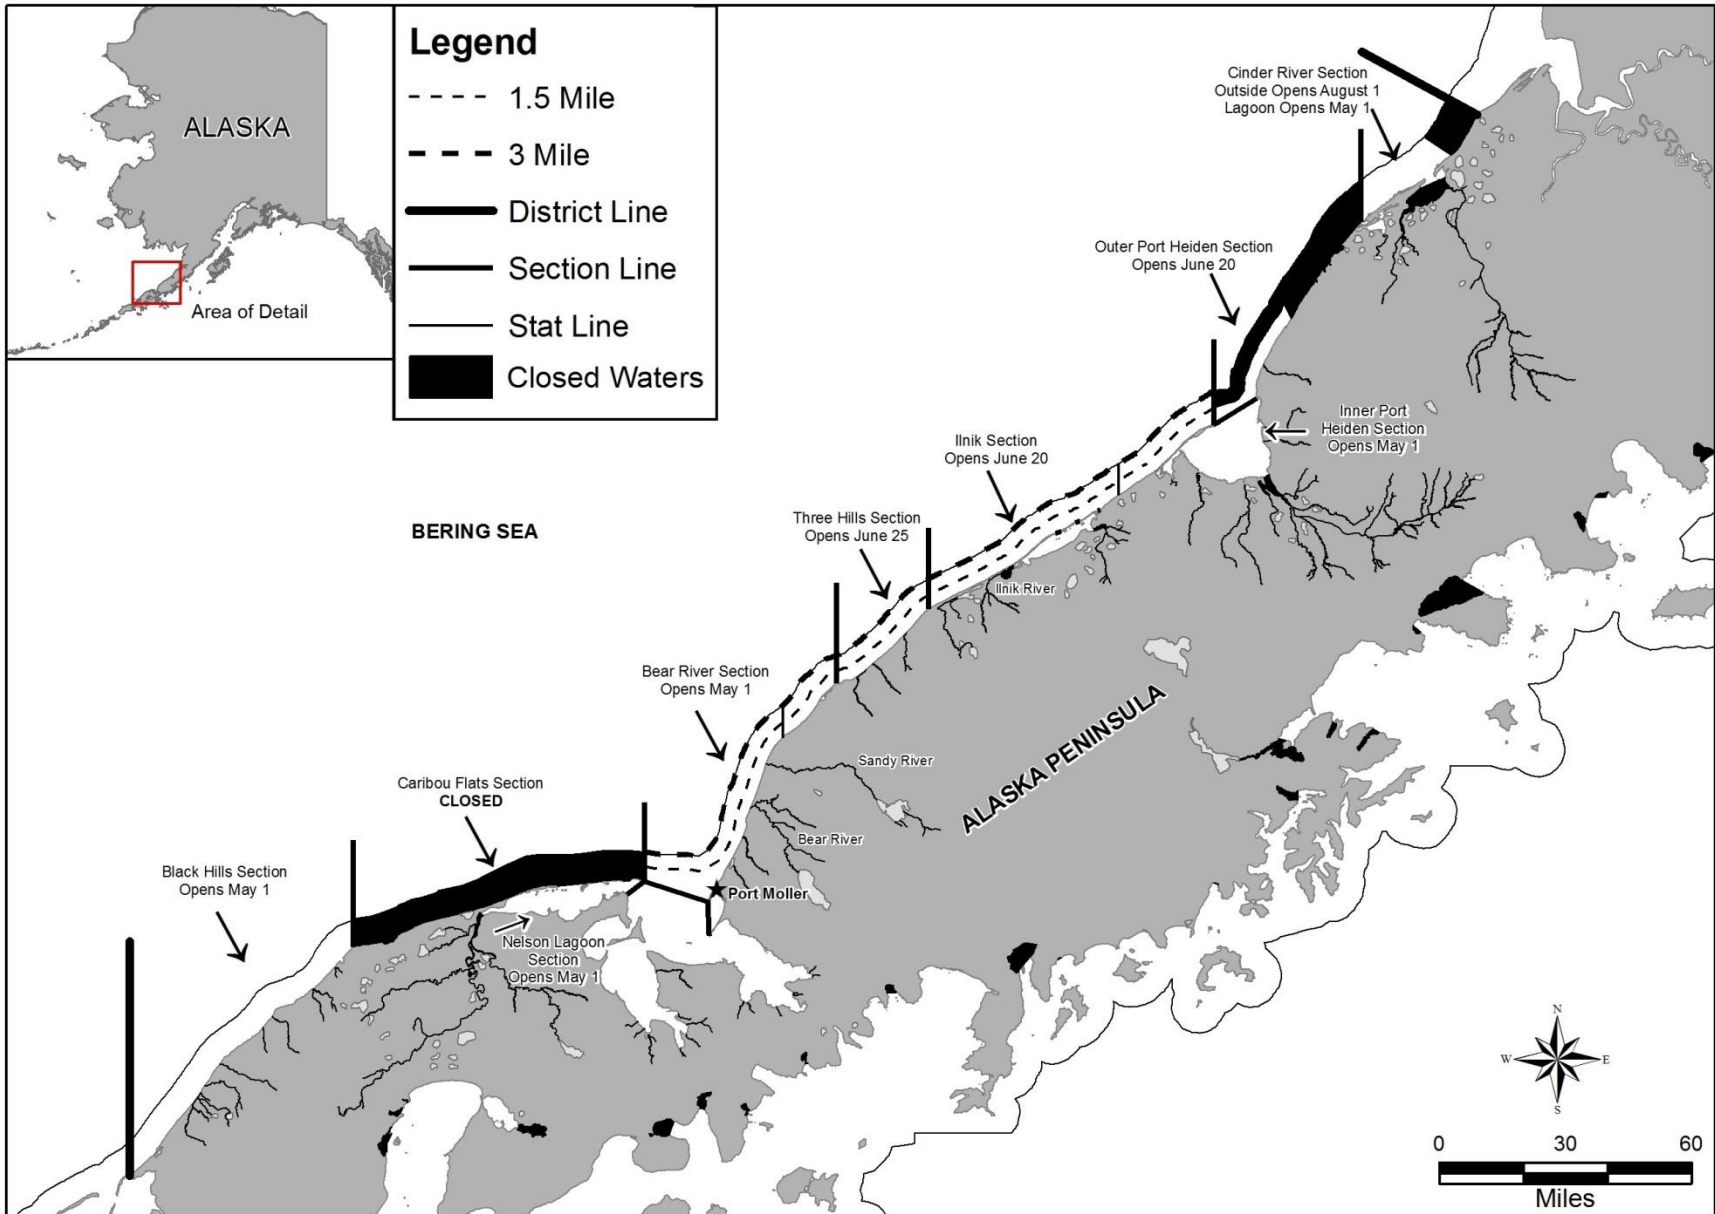 ALASKA
Area of Detail
Legend
1.5 Mile
3 Mile
District Line
Section Line
Stat Line
Closed Waters
Cinder River Section
Outside Opens August 1
Lagoon Opens May 1
Outer Port Heiden Section
Opens June 20
Inner Port
Heiden Section
Opens May 1
Ilnik Section
Opens June 20
Three Hills Section
Opens June 25
BERING SEA
Ilnik River
Bear River Section
Opens May 1
Sandy River
ALASKA PENINSULA
Caribou Flats Section
CLOSED
Bear River
Black Hills Section
Opens May 1
Port Moller
Nelson Lagoon
Section
Opens May 1
N
W E
S
0 30 60
Miles